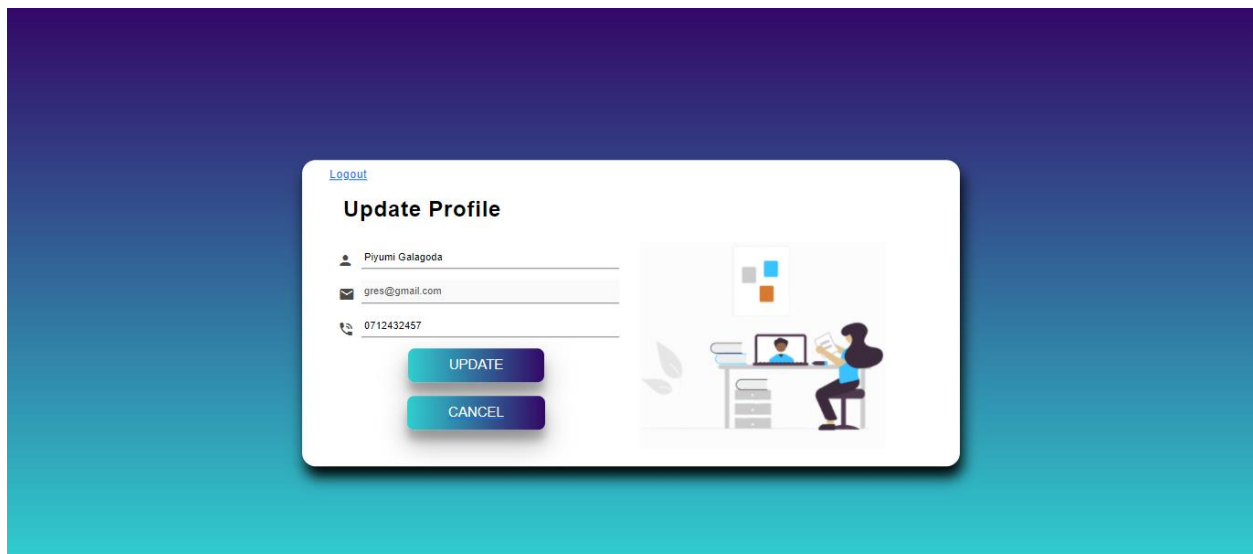 Logout
Update Profile
Piyumi Galagoda
gres@gmail.com
0712432457
UPDATE
CANCEL